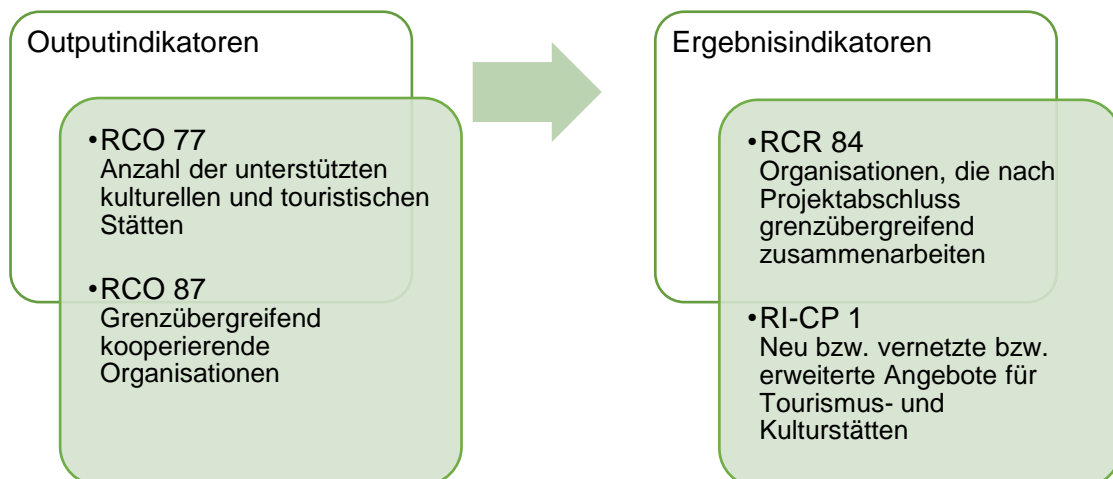 Outputindikatoren
•RCO 77
Anzahl der unterstützten
kulturellen und touristischen
Stätten
•RCO 87
Grenzübergreifend
kooperierende
Organisationen
Ergebnisindikatoren
•RCR 84
Organisationen, die nach
Projektabschluss
grenzübergreifend
zusammenarbeiten
•RI-CP 1
Neu bzw. vernetzte bzw.
erweiterte Angebote für
Tourismus- und
Kulturstätten